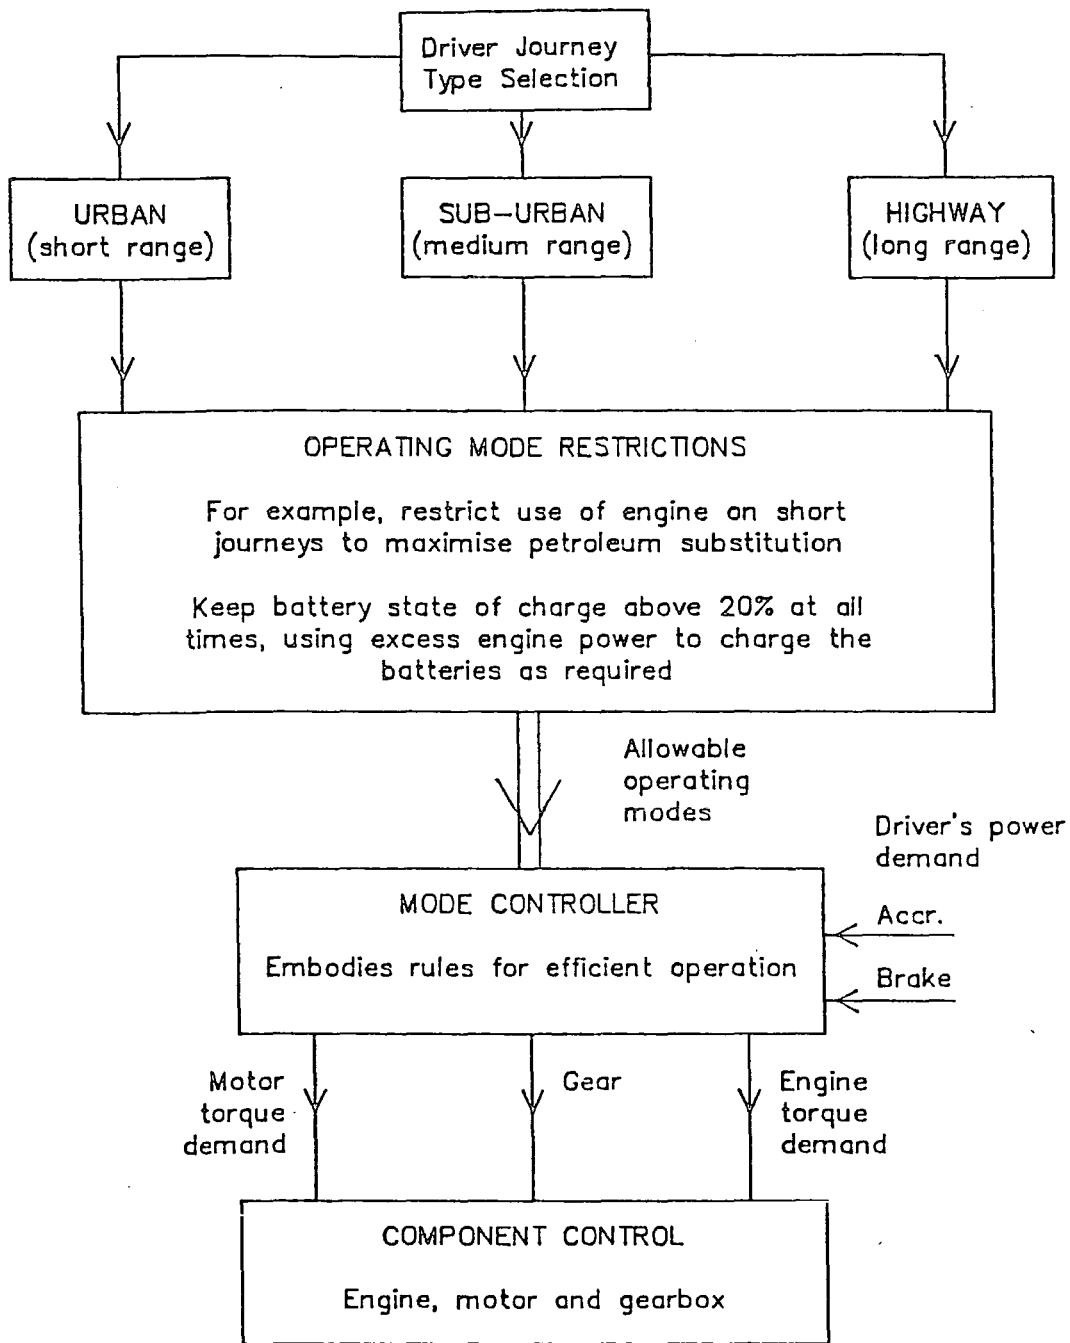 Driver Journey
Type Selection
URBAN
(short range)
SUB-URBAN
(medium range)
HIGHWAY
(long range)
OPERATING MODE RESTRICTIONS
For example, restrict use of engine on short
journeys to maximise petroleum substitution
Keep battery state of charge above 20% at all
times, using excess engine power to charge the
batteries as required
Allowable
operating
modes
Driver's power
demand
MODE CONTROLLER
Embodies rules for efficient operation
Accr.
Brake
Motor
torque
demand
Gear
Engine
torque
demand
COMPONENT CONTROL
Engine, motor and gearbox